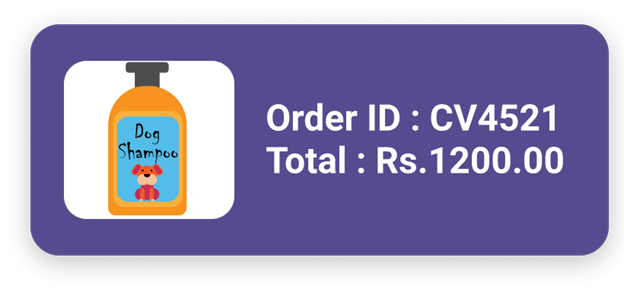 Dog
Shampoo
Order ID : CV4521
Total : Rs.1200.00